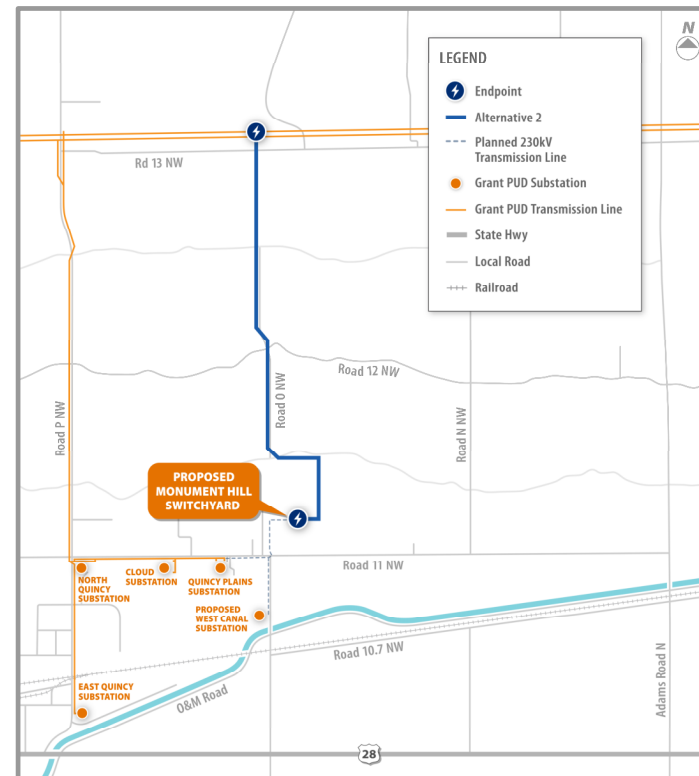 N
LEGEND
Endpoint
Alternative 2
Planned 230kV
Transmission Line
Grant PUD Substation
Grant PUD Transmission Line
State Hwy
Local Road
Railroad
Rd 13 NW
Road 12 NW
Road O NW
Road P NW
Road N NW
PROPOSED
MONUMENT HILL
SWITCHYARD
Road 11 NW
NORTH
QUINCY
SUBSTATION
CLOUD
SUBSTATION
QUINCY PLAINS
SUBSTATION
PROPOSED
WEST CANAL
SUBSTATION
Road 10.7 NW
Adams Road N
EAST QUINCY
SUBSTATION
O&M Road
28